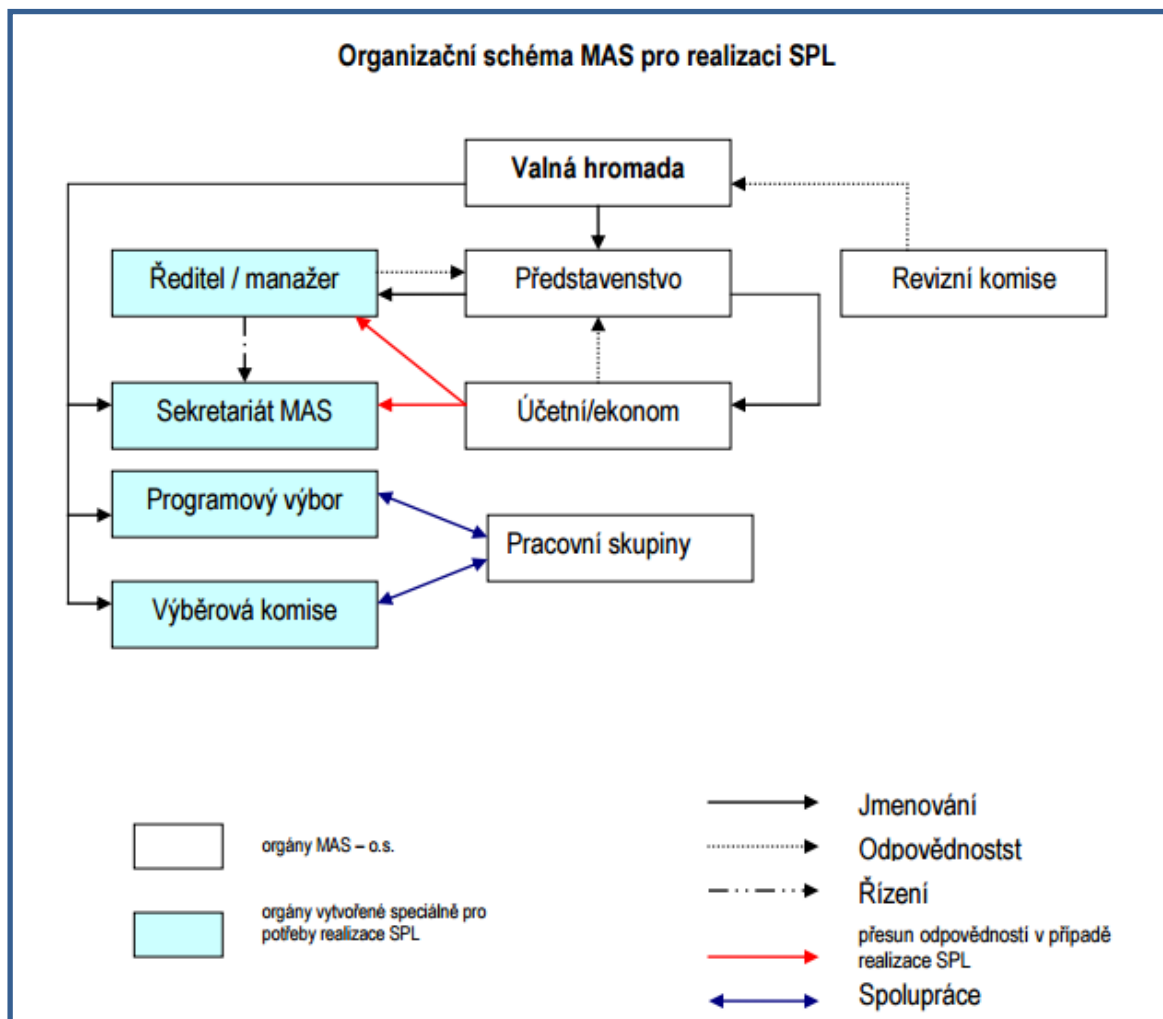 Organizační schéma MAS pro realizaci SPL
Valná hromada
Ředitel / manažer
Představenstvo
Revizní komise
Sekretariát MAS
Účetní/ekonom
Programový výbor
Pracovní skupiny
Výběrová komise
orgány MAS – o.s.
orgány vytvořené speciálně pro
potřeby realizace SPL
Jmenování
Odpovědnostst
Řízení
přesun odpovědností v případě
realizace SPL
Spolupráce